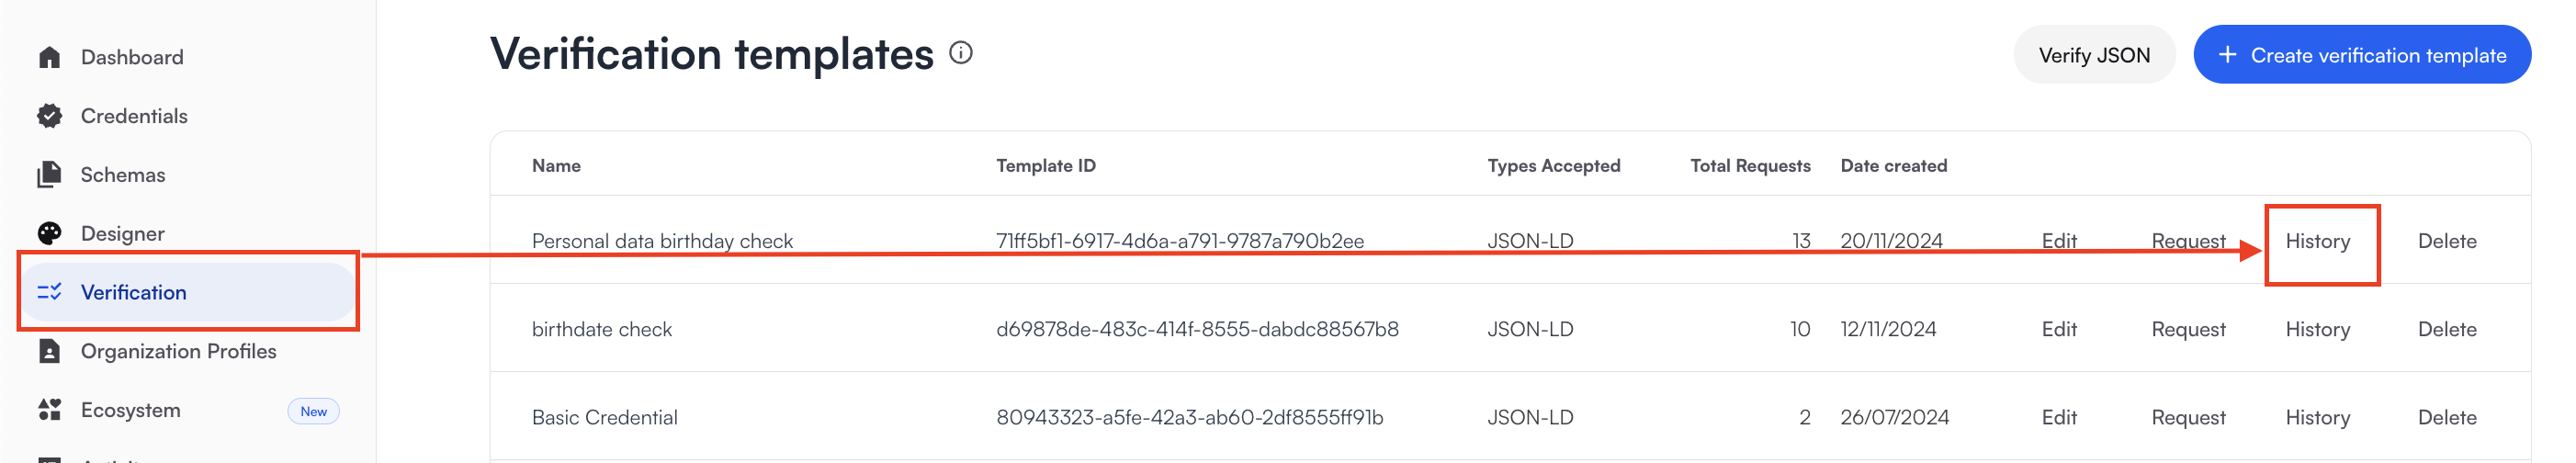 Dashboard
Credentials
Schemas
Designer
Verification
Organization Profiles
Ecosystem New
Verification templates
Verify JSON
+ Create verification template
Name Template ID Types Accepted Total Requests Date created
Personal data birthday check 71ff5bf1-6917-4d6a-a791-9787a790b2ee JSON-LD 13 20/11/2024 Edit Request History Delete
birthdate check d69878de-483c-414f-8555-dabdc88567b8 JSON-LD 10 12/11/2024 Edit Request History Delete
Basic Credential 80943323-a5fe-42a3-ab60-2df8555ff91b JSON-LD 2 26/07/2024 Edit Request History Delete